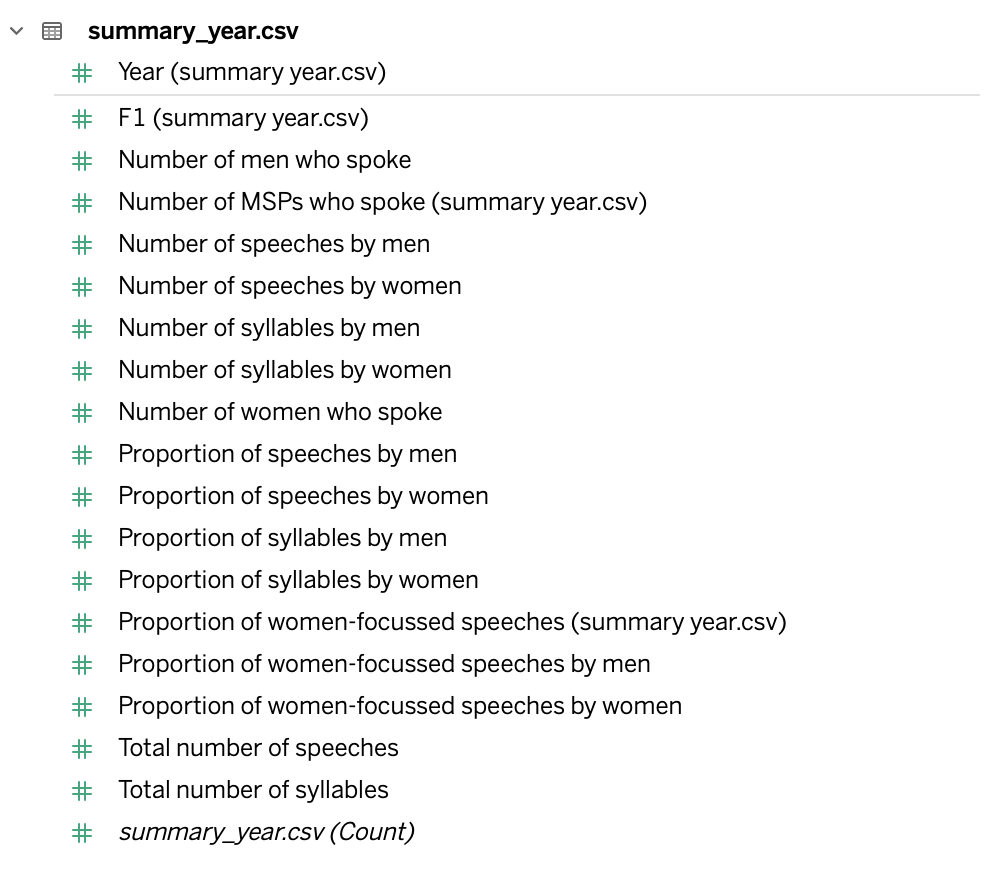 summary_year.csv
Year (summary year.csv)
F1 (summary year.csv)
Number of men who spoke
Number of MSPs who spoke (summary year.csv)
Number of speeches by men
Number of speeches by women
Number of syllables by men
Number of syllables by women
Number of women who spoke
Proportion of speeches by men
Proportion of speeches by women
Proportion of syllables by men
Proportion of syllables by women
Proportion of women-focussed speeches (summary year.csv)
Proportion of women-focussed speeches by men
Proportion of women-focussed speeches by women
Total number of speeches
Total number of syllables
summary_year.csv (Count)